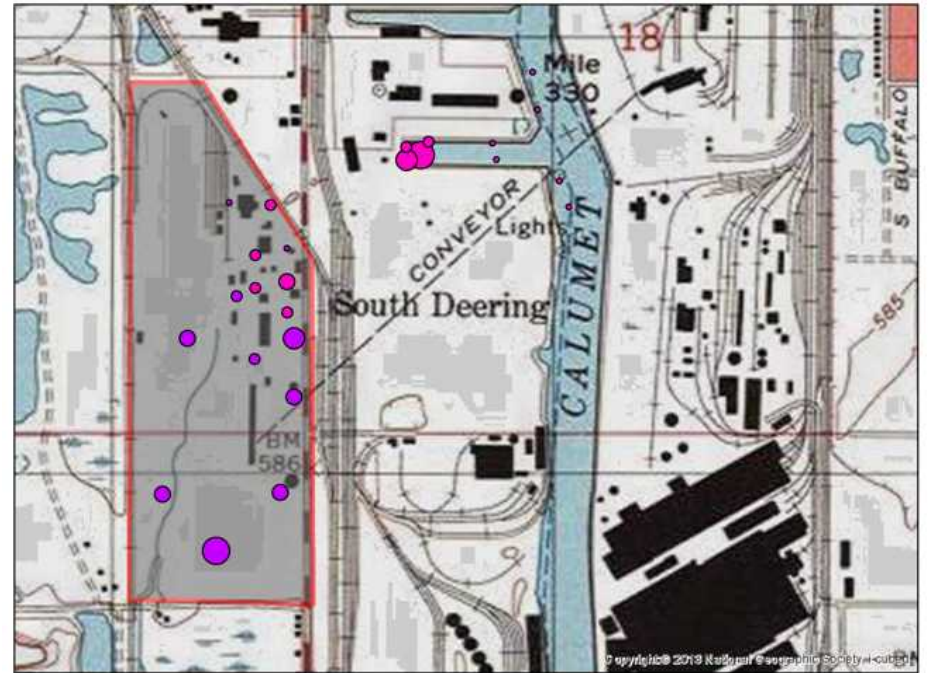 18
Mile
330
S BUFFALO
CONVEYOR
Lights
South Deering
CALUMET
585
BM
586
Copyright:© 2013 National Geographic Society, i-cubed